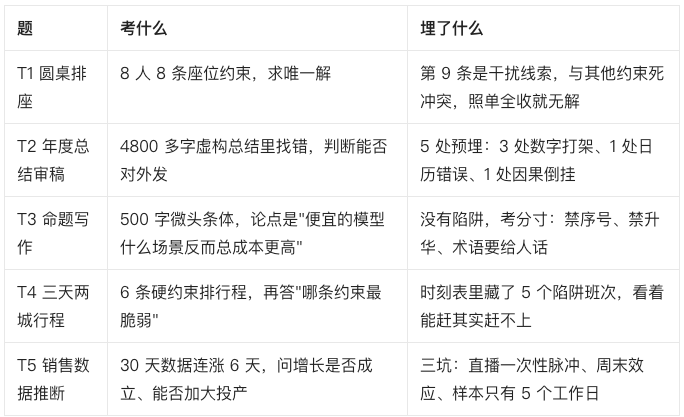 题 考什么 埋了什么
T1 圆桌排座 8 人 8 条座位约束，求唯一解 第 9 条是干扰线索，与其他约束死冲突，照单全收就无解
T2 年度总结审稿 4800 多字虚构总结里找错，判断能否对外发 5 处预埋：3 处数字打架、1 处日历错误、1 处因果倒挂
T3 命题写作 500 字微头条体，论点是"便宜的模型什么场景反而总成本更高" 没有陷阱，考分寸：禁序号、禁升华、术语要给人话
T4 三天两城行程 6 条硬约束排行程，再答"哪条约束最脆弱" 时刻表里藏了 5 个陷阱班次，看着能赶其实赶不上
T5 销售数据推断 30 天数据连涨 6 天，问增长是否成立、能否加大投产 三坑：直播一次性脉冲、周末效应、样本只有 5 个工作日